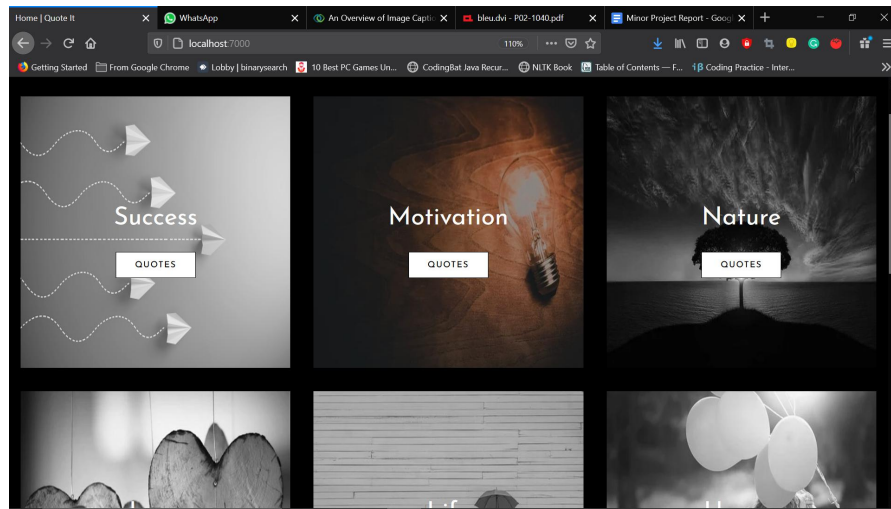 Home | Quote It
WhatsApp
An Overview of Image Captio
bleu.dvi - P02-1040.pdf
Minor Project Report - Googl
localhost:7000
110%
Getting Started
From Google Chrome
Lobby | binarysearch
10 Best PC Games Un...
CodingBat Java Recur...
NLTK Book
Table of Contents — F...
Coding Practice - Inter...
Success
Motivation
Nature
QUOTES
QUOTES
QUOTES